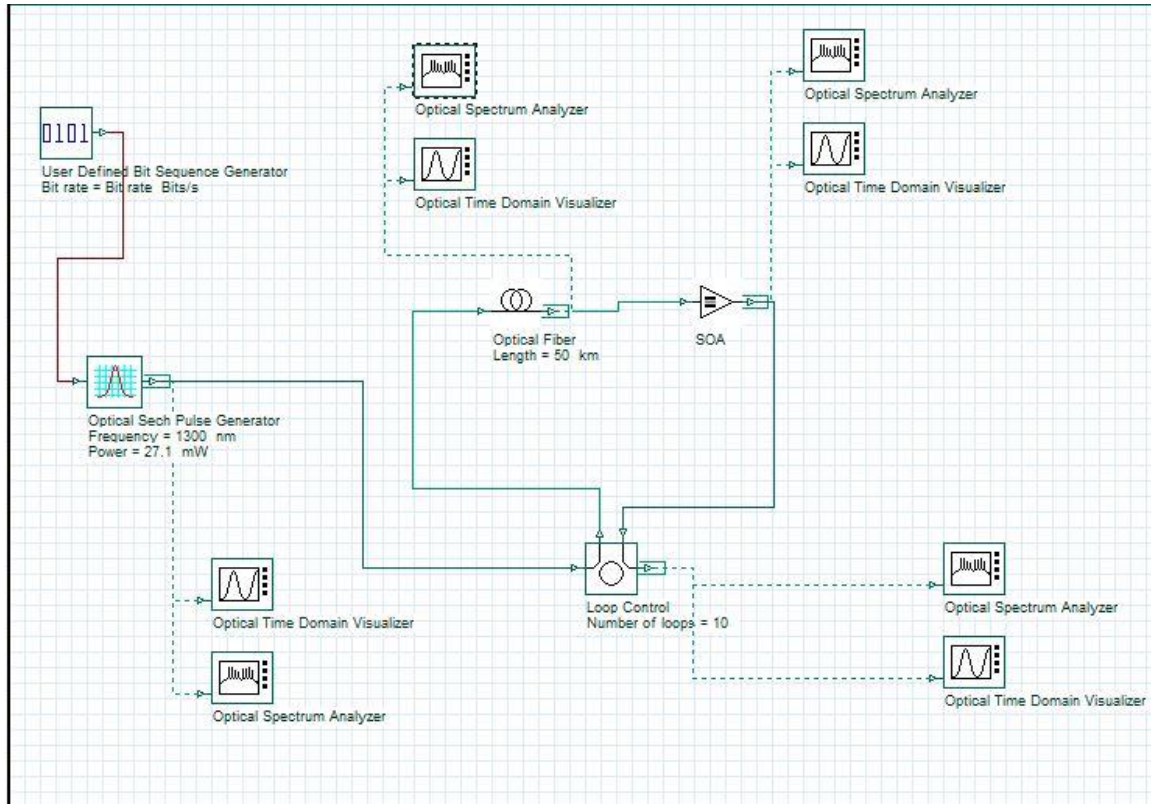 Optical Spectrum Analyzer
Optical Time Domain Visualizer
Optical Spectrum Analyzer
Optical Time Domain Visualizer
0101
User Defined Bit Sequence Generator
Bit rate = Bit rate  Bits/s
Optical Fiber
Length = 50  km
SOA
Optical Sech Pulse Generator
Frequency = 1300  nm
Power = 27.1  mW
Optical Time Domain Visualizer
Optical Spectrum Analyzer
Loop Control
Number of loops = 10
Optical Spectrum Analyzer
Optical Time Domain Visualizer